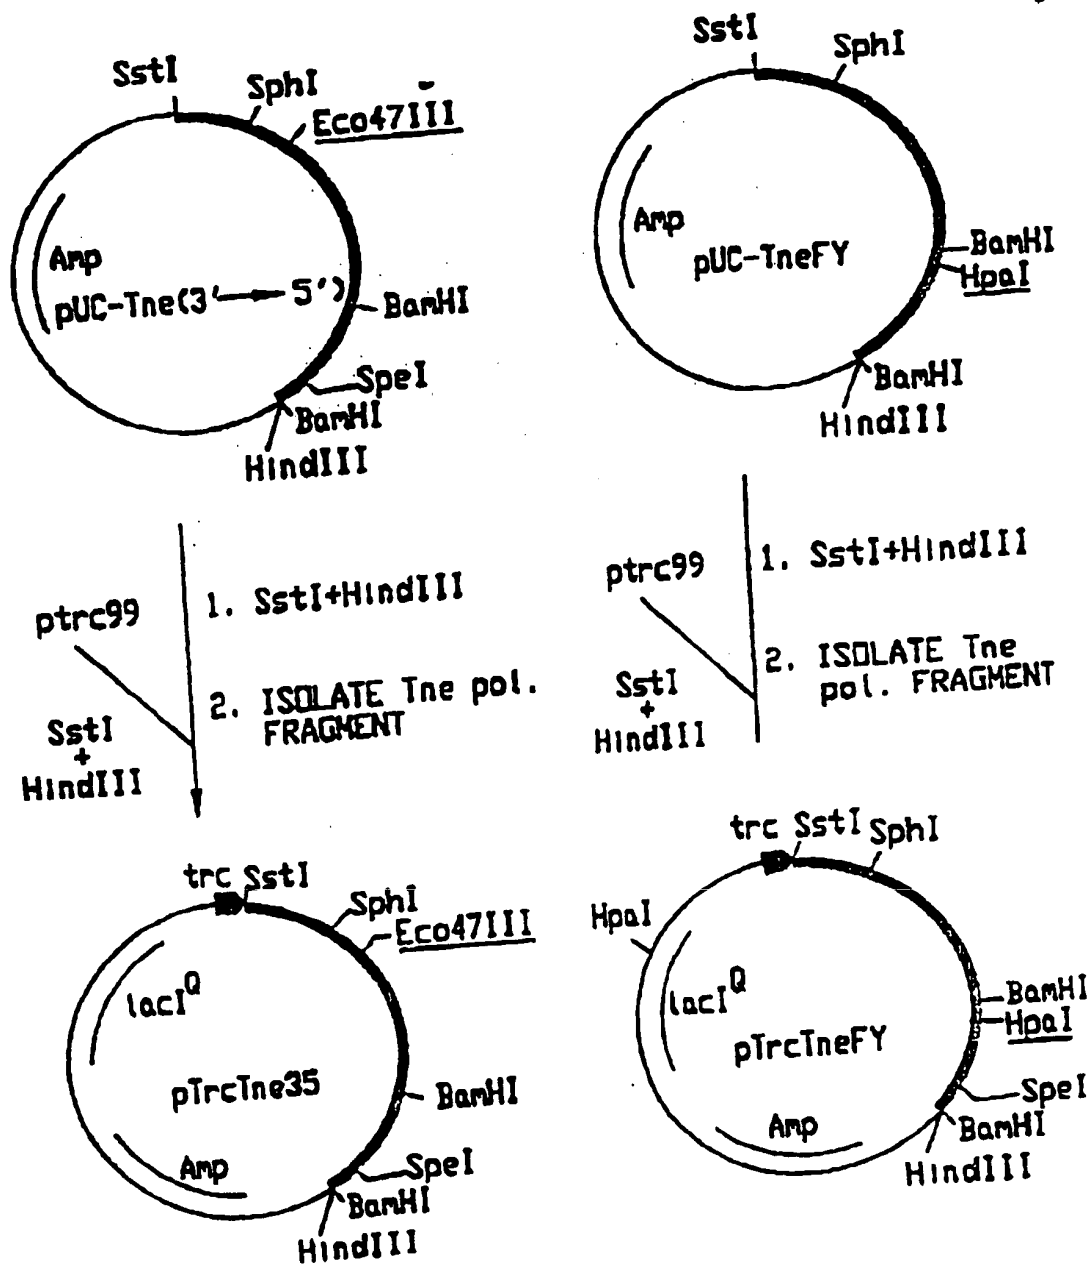 SstI
SphI
Eco47III
Amp
pUC-Tne(3' → 5')
BamHI
SpeI
BamHI
HindIII
ptrc99
SstI
+
HindIII
1. SstI+HindIII
2. ISOLATE Tne pol.
FRAGMENT
trc SstI
SphI
Eco47III
lacI^Q
pTrcTne35
BamHI
Amp
SpeI
BamHI
HindIII
SstI
SphI
Amp
pUC-TneFY
BamHI
HpaI
BamHI
HindIII
ptrc99
SstI
+
HindIII
1. SstI+HindIII
2. ISOLATE Tne
pol. FRAGMENT
trc SstI SphI
HpaI
lacI^Q
pTrcTneFY
BamHI
HpaI
Amp
SpeI
BamHI
HindIII